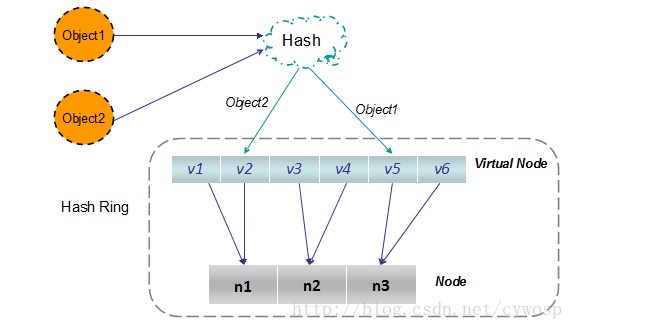 Object1
Hash
Object2
Object2
Object1
v1 v2 v3 v4 v5 v6
Virtual Node
Hash Ring
n1 n2 n3
Node
http://blog.csdn.net/cywosp